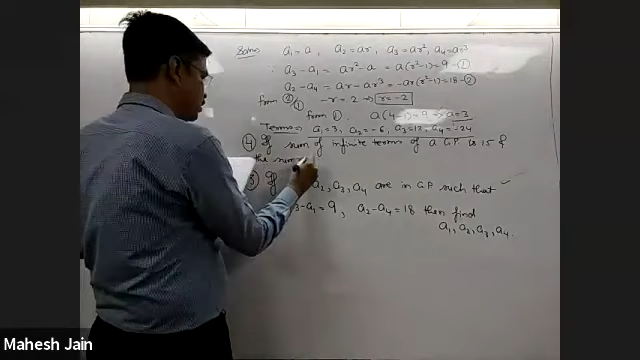 Soln: a₁ = a, a₂ = ar, a₃ = ar², a₄ = ar³
∴ a₃ - a₁ = ar² - a = a(r²-1) = 9 - ①
a₂ - a₄ = ar - ar³ = -ar(r²-1) = 18 - ②
from ②/① -r = 2 ⇒ r = -2
from ①. a(4-1) = 9 ⇒ a = 3
Terms ⇒ a₁ = 3, a₂ = -6, a₃ = 12, a₄ = -24
④ If sum of infinite terms of a G.P. is 15 &
the sum
③ If a₂, a₃, a₄ are in G.P such that
3 - a₁ = 9, a₂ - a₄ = 18 then find
a₁, a₂, a₃, a₄.
Mahesh Jain